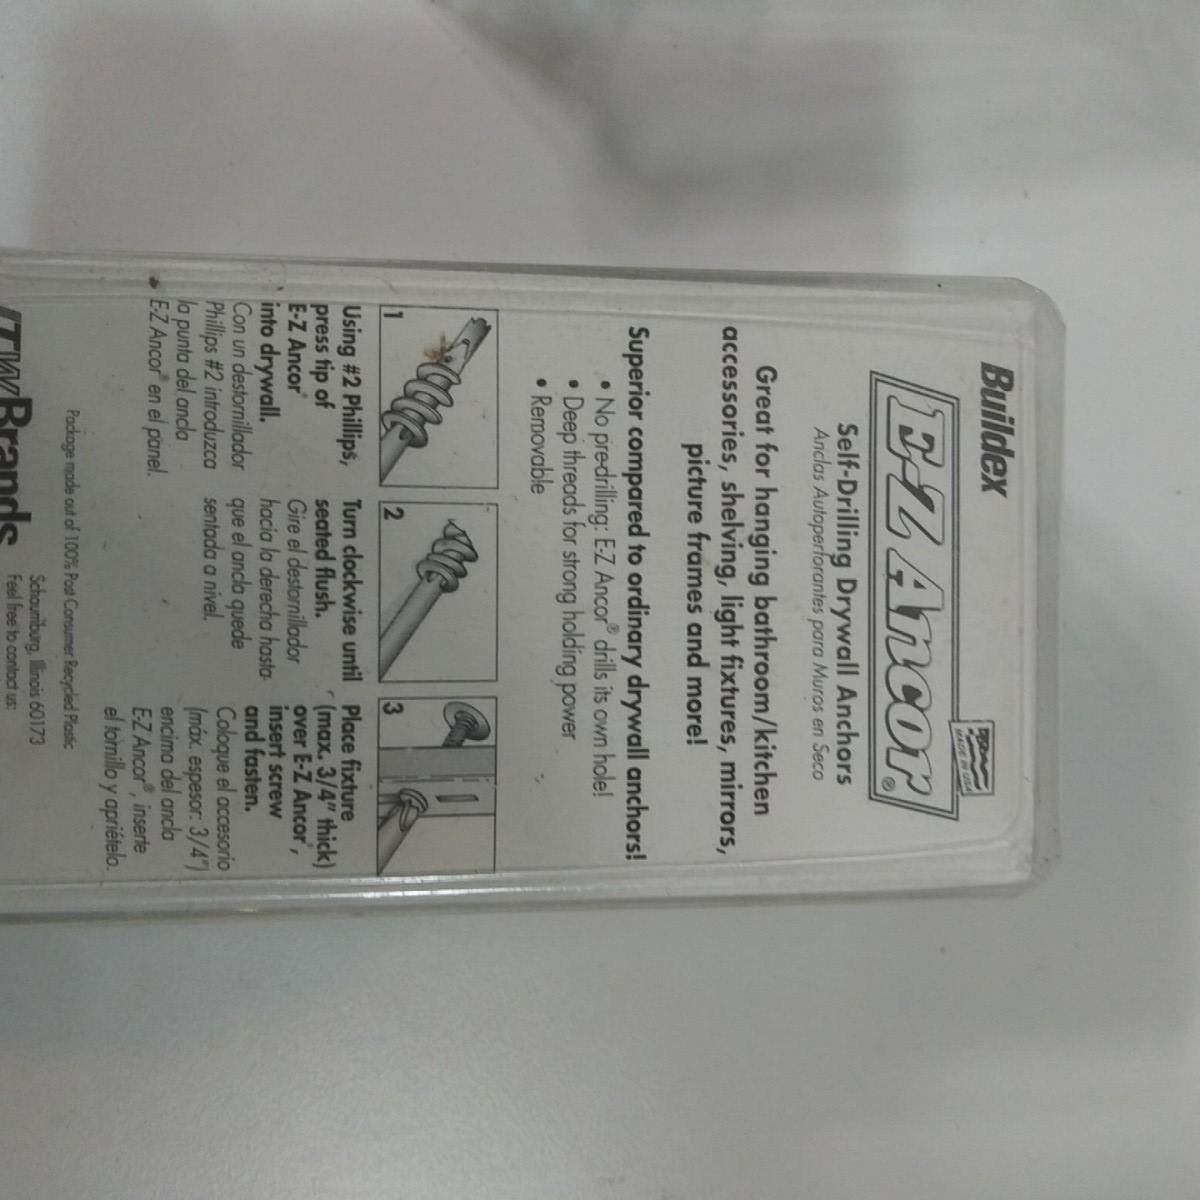 Buildex
E-Z Ancor®
MADE IN USA
Self-Drilling Drywall Anchors
Anclas Autoperforantes para Muros en Seco
Great for hanging bathroom/kitchen
accessories, shelving, light fixtures, mirrors,
picture frames and more!
Superior compared to ordinary drywall anchors!
• No pre-drilling: E-Z Ancor® drills its own hole!
• Deep threads for strong holding power
• Removable
1
Using #2 Phillips,
press tip of
E-Z Ancor®
into drywall.
Con un destornillador
Phillips #2 introduzca
la punta del ancla
E-Z Ancor® en el panel.
2
Turn clockwise until
seated flush.
Gire el destornillador
hacia la derecha hasta
que el ancla quede
sentada a nivel.
3
Place fixture
(max. 3/4" thick)
over E-Z Ancor®,
insert screw
and fasten.
Coloque el accesorio
(máx. espesor: 3/4")
encima del ancla
E-Z Ancor®, inserte
el tornillo y apriételo.
Package made out of 100% Post Consumer Recycled Plastic
ITW Brands
Schaumburg, Illinois 60173
Feel free to contact us: